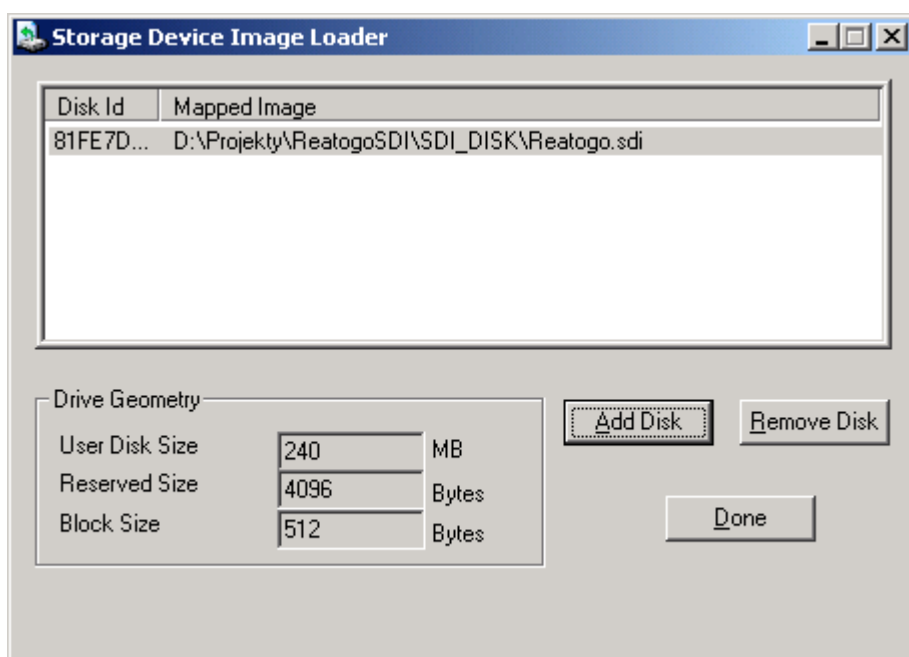 Storage Device Image Loader
Disk Id Mapped Image
81FE7D... D:\Projekty\ReatogoSDI\SDI_DISK\Reatogo.sdi
Drive Geometry
User Disk Size 240 MB
Reserved Size 4096 Bytes
Block Size 512 Bytes
Add Disk Remove Disk
Done